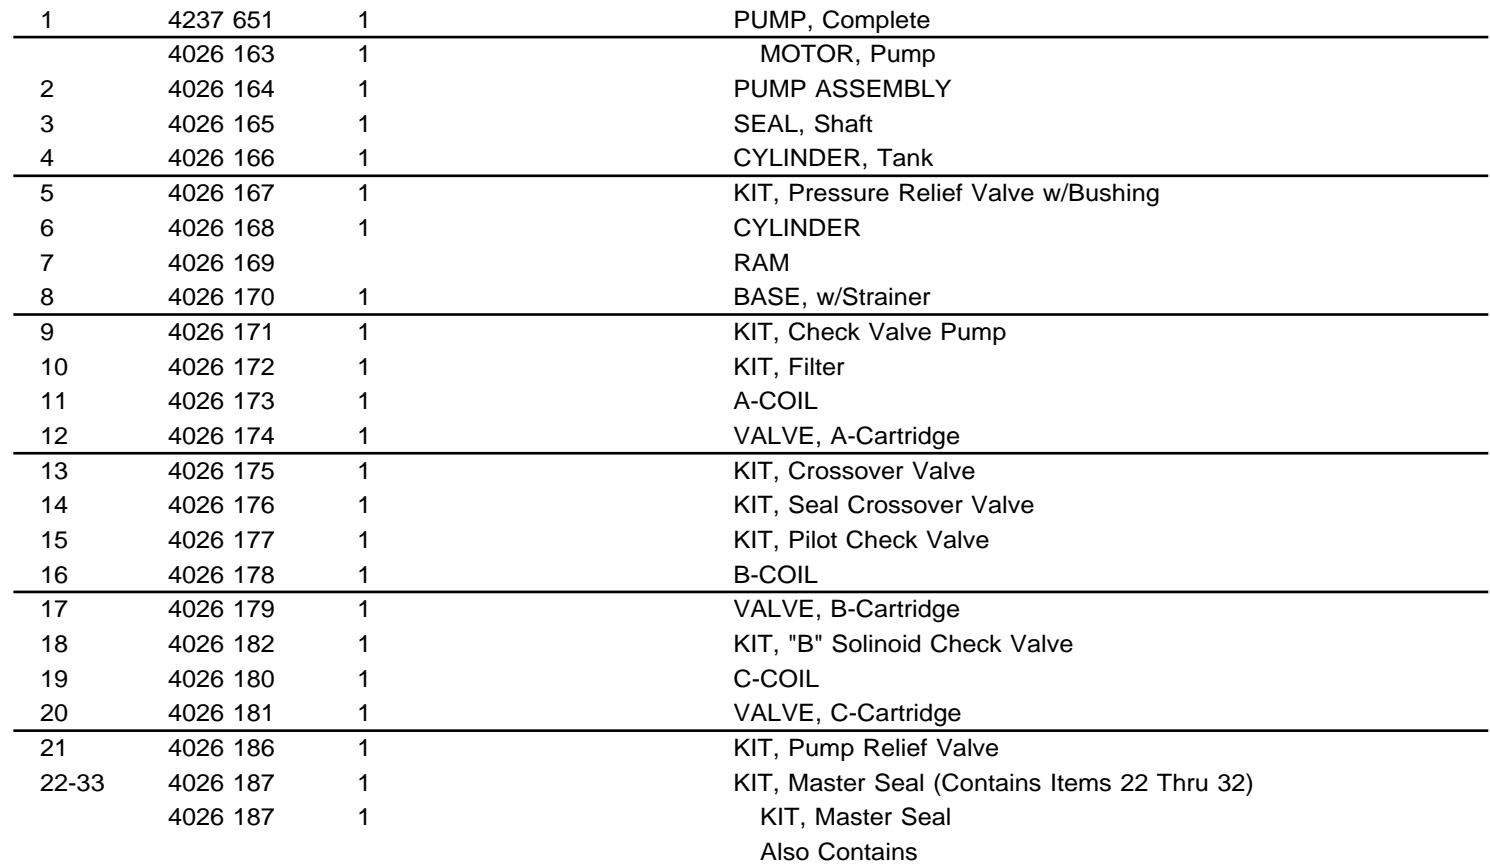 1 4237 651 1 PUMP, Complete
4026 163 1 MOTOR, Pump
2 4026 164 1 PUMP ASSEMBLY
3 4026 165 1 SEAL, Shaft
4 4026 166 1 CYLINDER, Tank
5 4026 167 1 KIT, Pressure Relief Valve w/Bushing
6 4026 168 1 CYLINDER
7 4026 169 RAM
8 4026 170 1 BASE, w/Strainer
9 4026 171 1 KIT, Check Valve Pump
10 4026 172 1 KIT, Filter
11 4026 173 1 A-COIL
12 4026 174 1 VALVE, A-Cartridge
13 4026 175 1 KIT, Crossover Valve
14 4026 176 1 KIT, Seal Crossover Valve
15 4026 177 1 KIT, Pilot Check Valve
16 4026 178 1 B-COIL
17 4026 179 1 VALVE, B-Cartridge
18 4026 182 1 KIT, "B" Solinoid Check Valve
19 4026 180 1 C-COIL
20 4026 181 1 VALVE, C-Cartridge
21 4026 186 1 KIT, Pump Relief Valve
22-33 4026 187 1 KIT, Master Seal (Contains Items 22 Thru 32)
4026 187 1 KIT, Master Seal
Also Contains